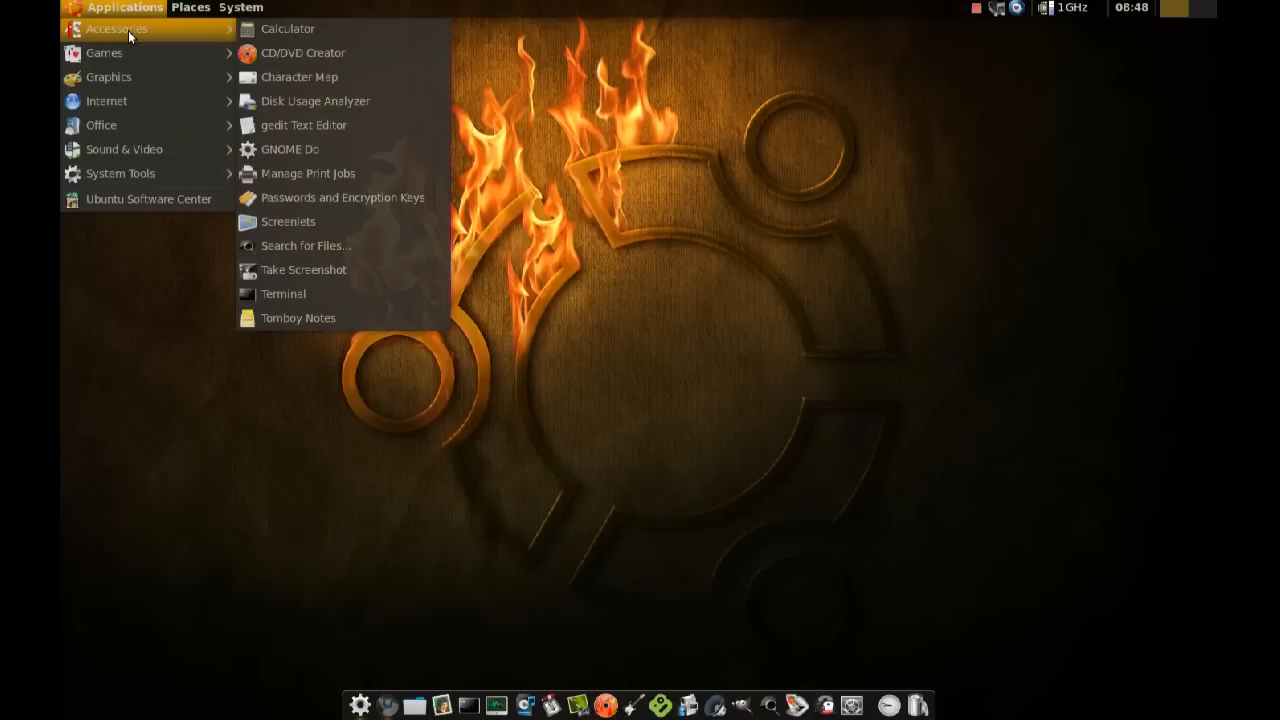 Applications Places System 1GHz 08:48
Accessories
Games
Graphics
Internet
Office
Sound & Video
System Tools
Ubuntu Software Center
Calculator
CD/DVD Creator
Character Map
Disk Usage Analyzer
gedit Text Editor
GNOME Do
Manage Print Jobs
Passwords and Encryption Keys
Screenlets
Search for Files...
Take Screenshot
Terminal
Tomboy Notes